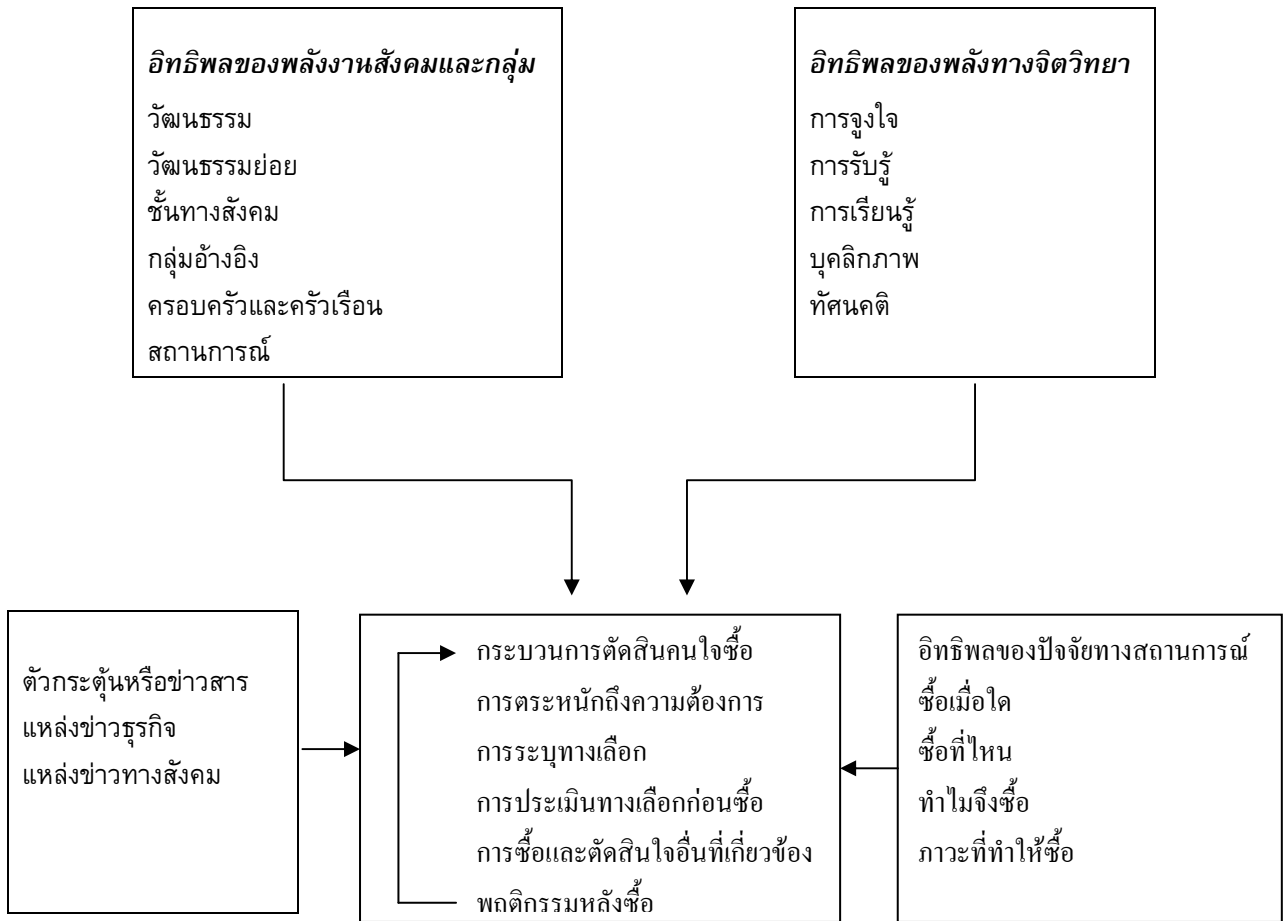 อิทธิพลของพลังงานสังคมและกลุ่ม
วัฒนธรรม
วัฒนธรรมย่อย
ชั้นทางสังคม
กลุ่มอ้างอิง
ครอบครัวและครัวเรือน
สถานการณ์
อิทธิพลของพลังทางจิตวิทยา
การจูงใจ
การรับรู้
การเรียนรู้
บุคลิกภาพ
ทัศนคติ
ตัวกระตุ้นหรือข่าวสาร
แหล่งข่าวธุรกิจ
แหล่งข่าวทางสังคม
กระบวนการตัดสินคนใจซื้อ
การตระหนักถึงความต้องการ
การระบุทางเลือก
การประเมินทางเลือกก่อนซื้อ
การซื้อและตัดสินใจอื่นที่เกี่ยวข้อง
พฤติกรรมหลังซื้อ
อิทธิพลของปัจจัยทางสถานการณ์
ซื้อเมื่อใด
ซื้อที่ไหน
ทำไมจึงซื้อ
ภาวะที่ทำให้ซื้อ